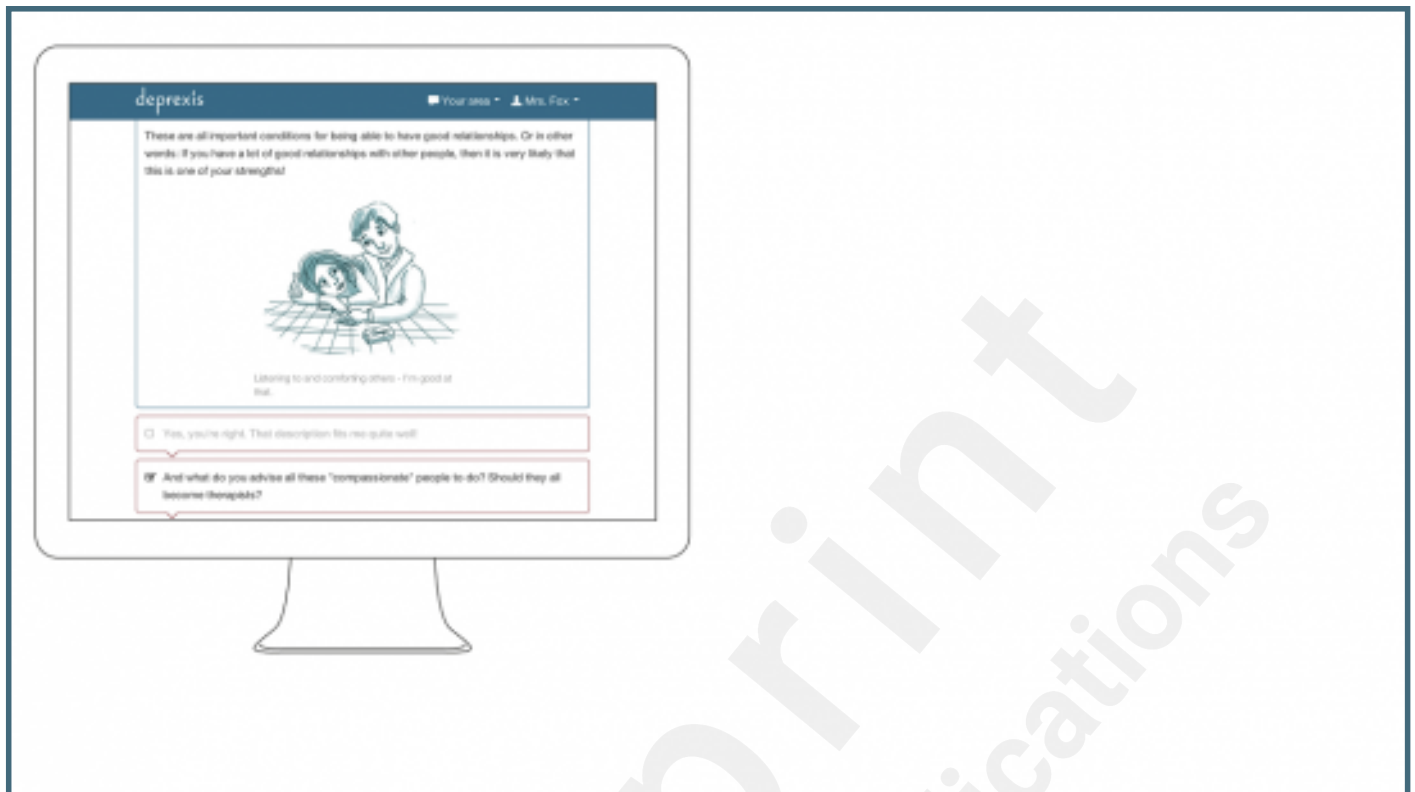 deprexis
Your area
Mrs. Fox
These are all important conditions for being able to have good relationships. Or in other
words: If you have a lot of good relationships with other people, then it is very likely that
this is one of your strengths!
Listening to and comforting others - I'm good at
that.
Yes, you're right. That description fits me quite well!
And what do you advise all these "compassionate" people to do? Should they all
become therapists?
print
ications